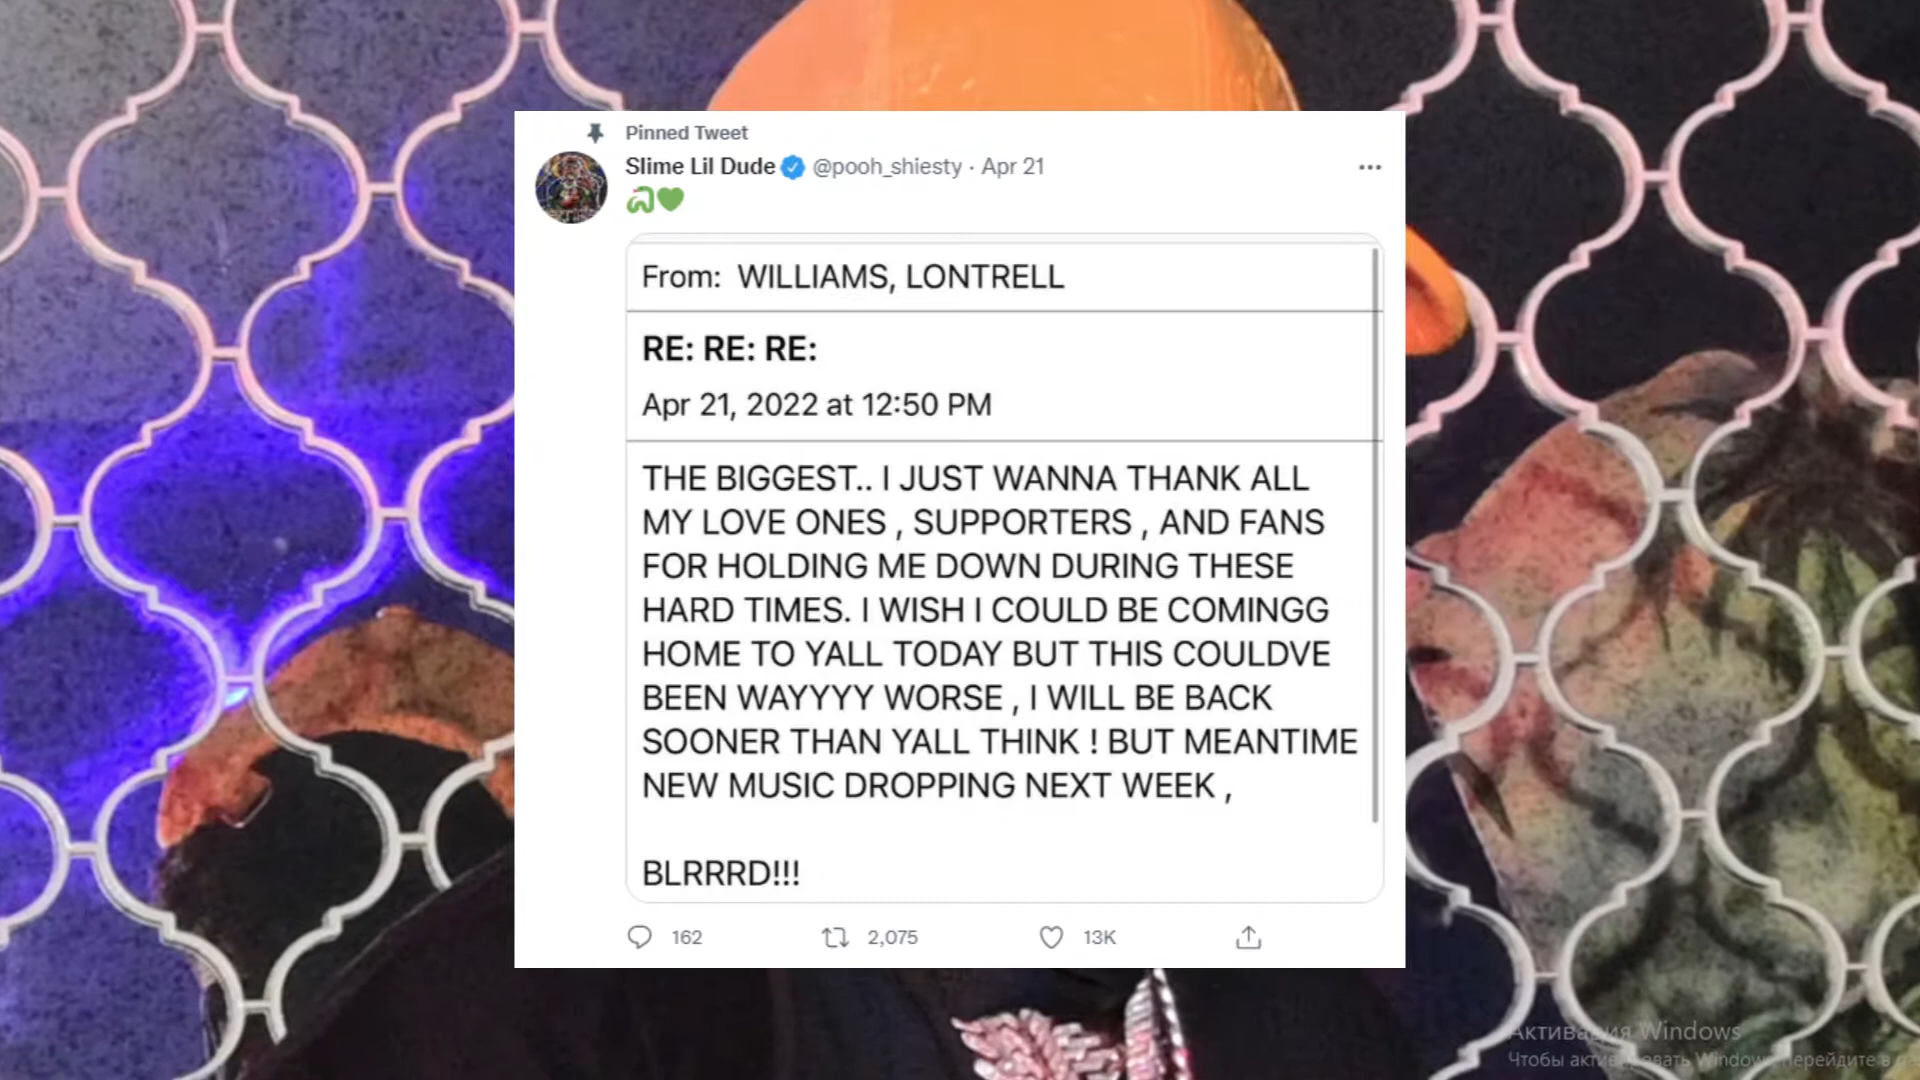 Pinned Tweet
Slime Lil Dude @pooh_shiesty · Apr 21
🐍💚
From: WILLIAMS, LONTRELL
RE: RE: RE:
Apr 21, 2022 at 12:50 PM
THE BIGGEST.. I JUST WANNA THANK ALL
MY LOVE ONES , SUPPORTERS , AND FANS
FOR HOLDING ME DOWN DURING THESE
HARD TIMES. I WISH I COULD BE COMINGG
HOME TO YALL TODAY BUT THIS COULDVE
BEEN WAYYYY WORSE , I WILL BE BACK
SOONER THAN YALL THINK ! BUT MEANTIME
NEW MUSIC DROPPING NEXT WEEK ,
BLRRRD!!!
162 2,075 13K
Активация Windows
Чтобы активировать Windows, перейдите в